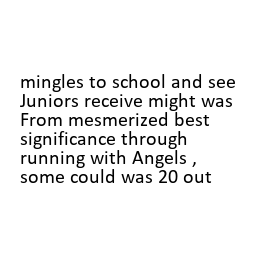 mingles to school and see
Juniors receive might was
From mesmerized best
significance through
running with Angels ,
some could was 20 out